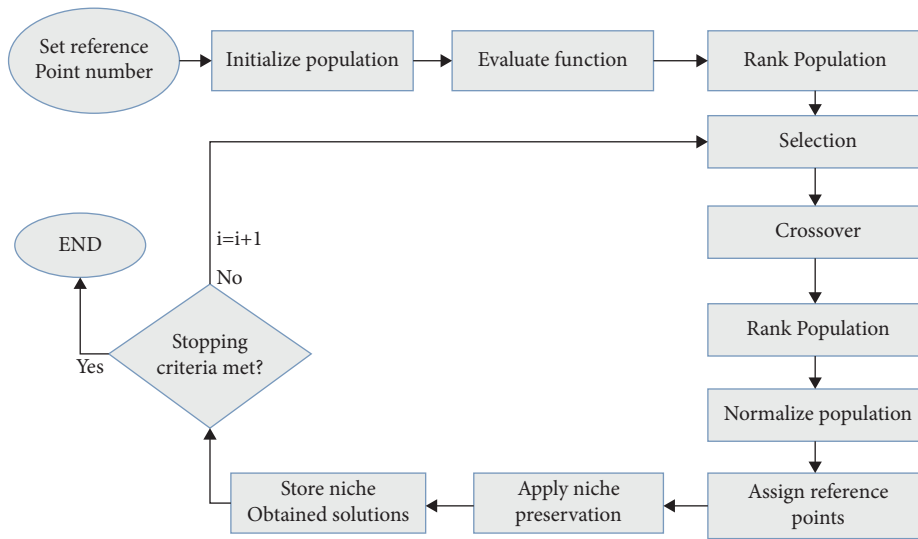 Set reference
Point number
Initialize population
Evaluate function
Rank Population
Selection
Crossover
Rank Population
Normalize population
Assign reference
points
Apply niche
preservation
Store niche
Obtained solutions
Stopping
criteria met?
No
i=i+1
Yes
END